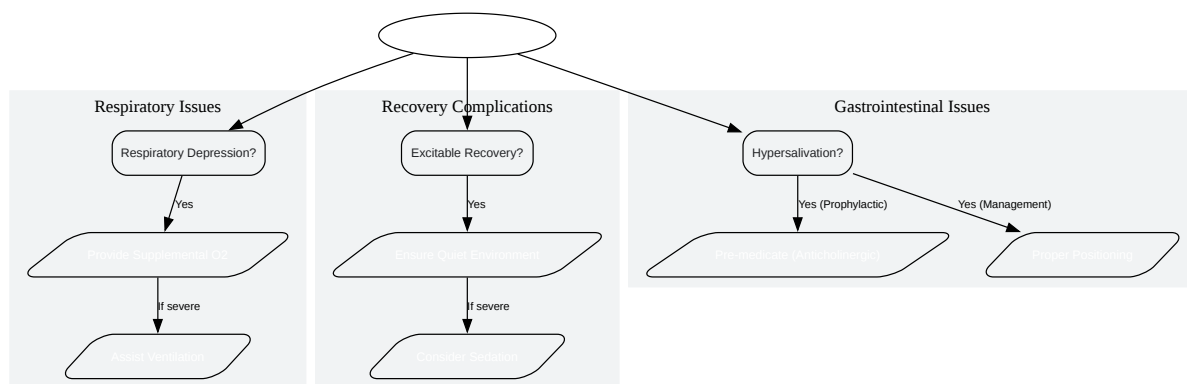 Respiratory Issues
Recovery Complications
Gastrointestinal Issues
Respiratory Depression?
Excitable Recovery?
Hypersalivation?
Yes
Yes
Yes (Prophylactic)
Yes (Management)
Provide Supplemental O2
Ensure Quiet Environment
Pre-medicate (Anticholinergic)
Proper Positioning
If severe
If severe
Assist Ventilation
Consider Sedation